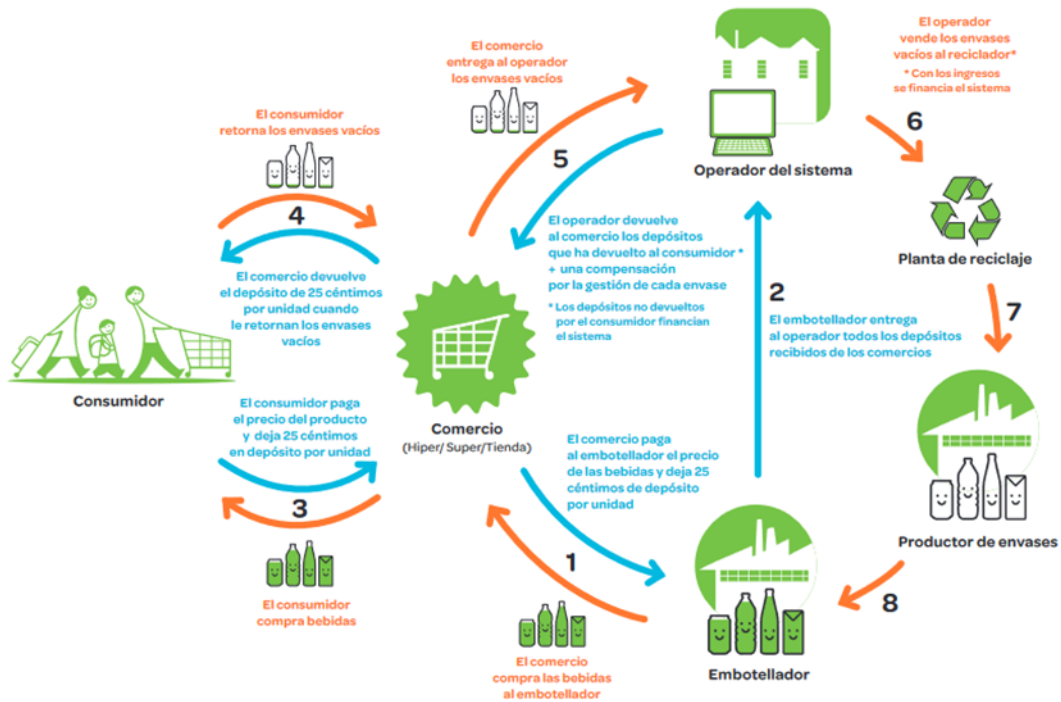 El comercio
entrega al operador
los envases vacíos
El operador
vende los envases
vacíos al reciclador*
* Con los ingresos
se financia el sistema
El consumidor
retorna los envases vacíos
6
5
Operador del sistema
4
El operador devuelve
al comercio los depósitos
que ha devuelto al consumidor *
+ una compensación
por la gestión de cada envase
* Los depósitos no devueltos
por el consumidor financian
el sistema
Planta de reciclaje
El comercio devuelve
el depósito de 25 céntimos
por unidad cuando
le retornan los envases
vacíos
2
El embotellador entrega
al operador todos los depósitos
recibidos de los comercios
7
Consumidor
El consumidor paga
el precio del producto
y deja 25 céntimos
en depósito por unidad
Comercio
(Hiper/ Super/Tienda)
El comercio paga
al embotellador el precio
de las bebidas y deja 25
céntimos de depósito
por unidad
3
Productor de envases
1
8
El consumidor
compra bebidas
El comercio
compra las bebidas
al embotellador
Embotellador